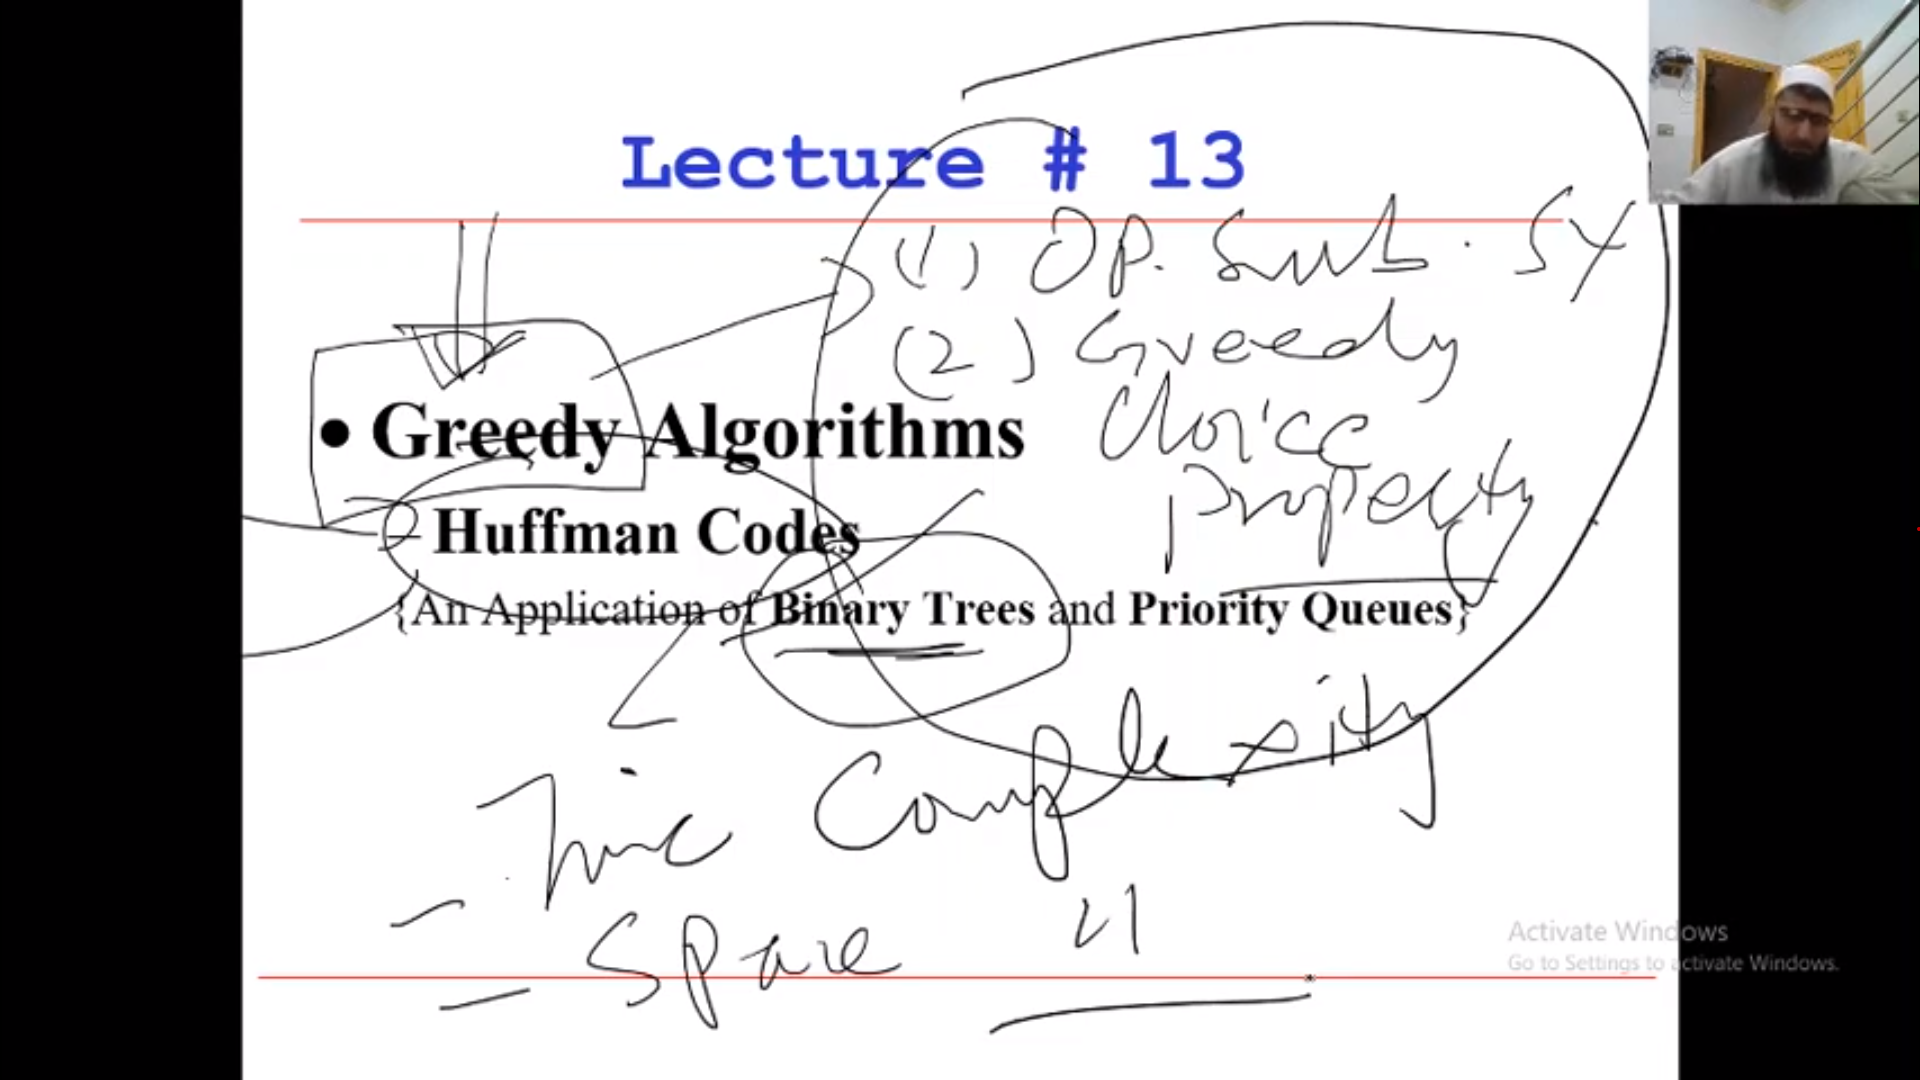 Lecture # 13
(1) Op. Sub. St
(2) Greedy
Choice
Property
• Greedy Algorithms
– Huffman Codes
{An Application of Binary Trees and Priority Queues}
- Time Complexity
- Space "
Activate Windows
Go to Settings to activate Windows.